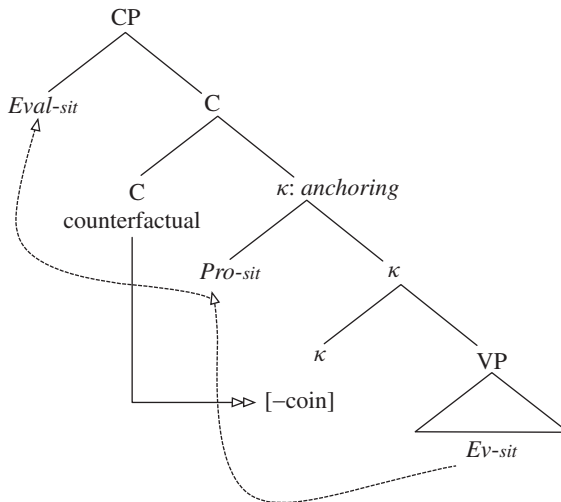 CP
Eval-sit
C
C
κ: anchoring
counterfactual
Pro-sit
κ
κ
VP
[−coin]
Ev-sit